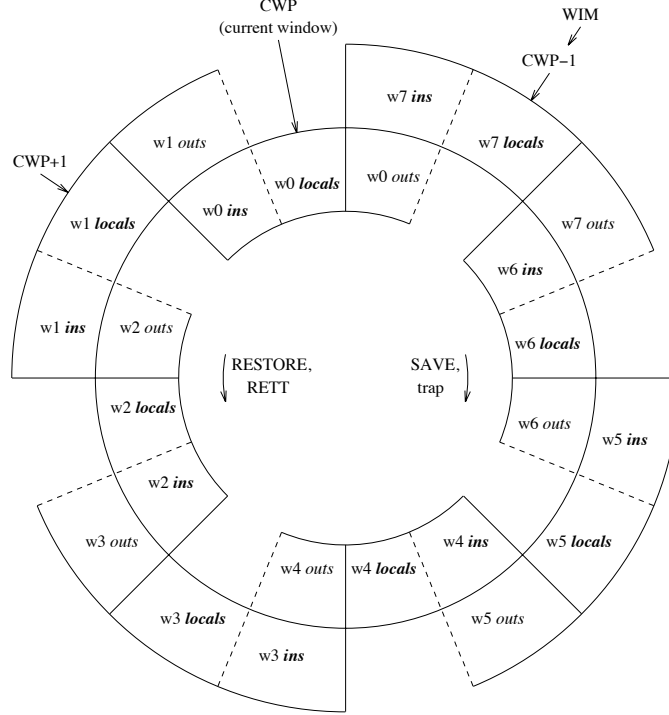 CWP
(current window)
WIM
CWP−1
w7 ins
w1 outs
w7 locals
CWP+1
w0 locals
w0 outs
w0 ins
w1 locals
w7 outs
w6 ins
w1 ins
w2 outs
w6 locals
RESTORE,
RETT
SAVE,
trap
w2 locals
w6 outs
w5 ins
w2 ins
w3 outs
w4 ins
w5 locals
w4 outs
w4 locals
w3 locals
w5 outs
w3 ins